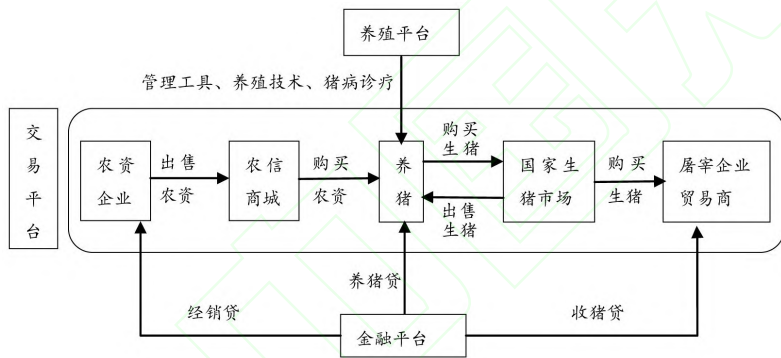 养殖平台
管理工具、养殖技术、猪病诊疗
交
易
平
台
农资
企业
出售
农资
农信
商城
购买
农资
养
猪
购买
生猪
出售
生猪
国家生
猪市场
购买
生猪
屠宰企业
贸易商
养猪贷
经销贷
收猪贷
金融平台